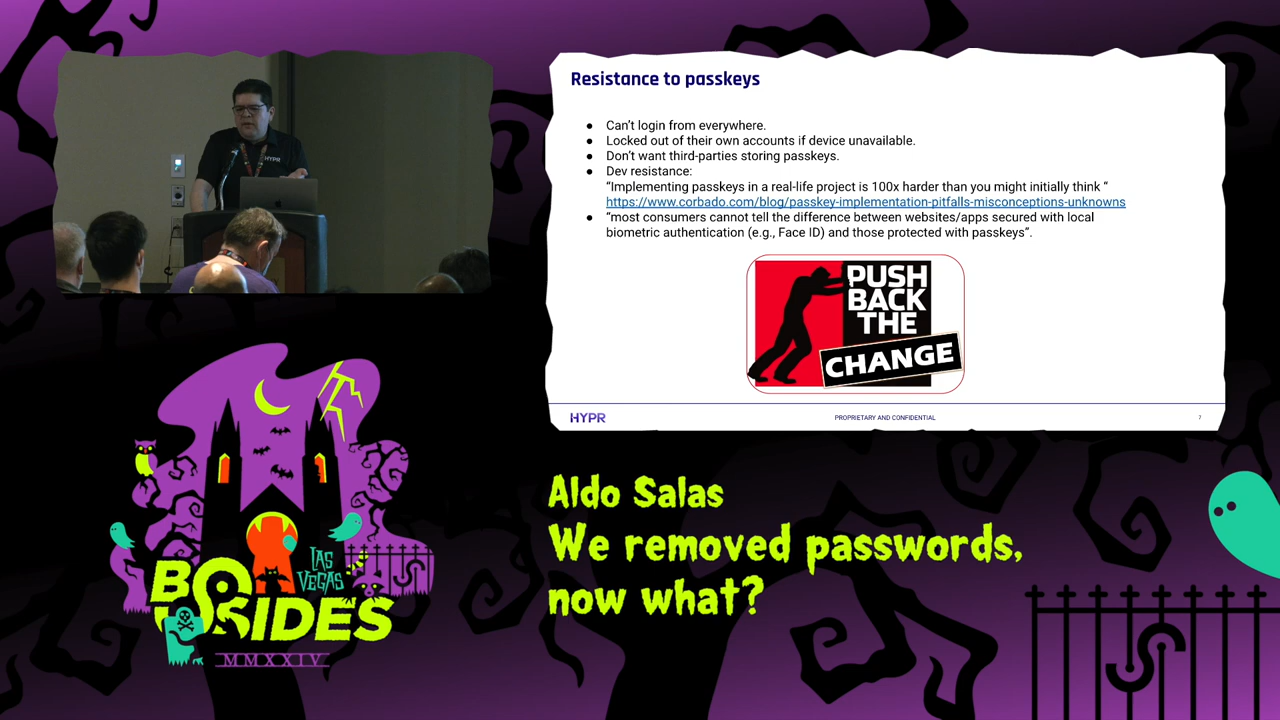 HYPR
Resistance to passkeys
● Can't login from everywhere.
● Locked out of their own accounts if device unavailable.
● Don't want third-parties storing passkeys.
● Dev resistance:
“Implementing passkeys in a real-life project is 100x harder than you might initially think “
https://www.corbado.com/blog/passkey-implementation-pitfalls-misconceptions-unknowns
● “most consumers cannot tell the difference between websites/apps secured with local
biometric authentication (e.g., Face ID) and those protected with passkeys”.
PUSH
BACK
THE
CHANGE
HYPR
PROPRIETARY AND CONFIDENTIAL
7
LAS
VEGAS
BSIDES
MMXXIV
Aldo Salas
We removed passwords,
now what?